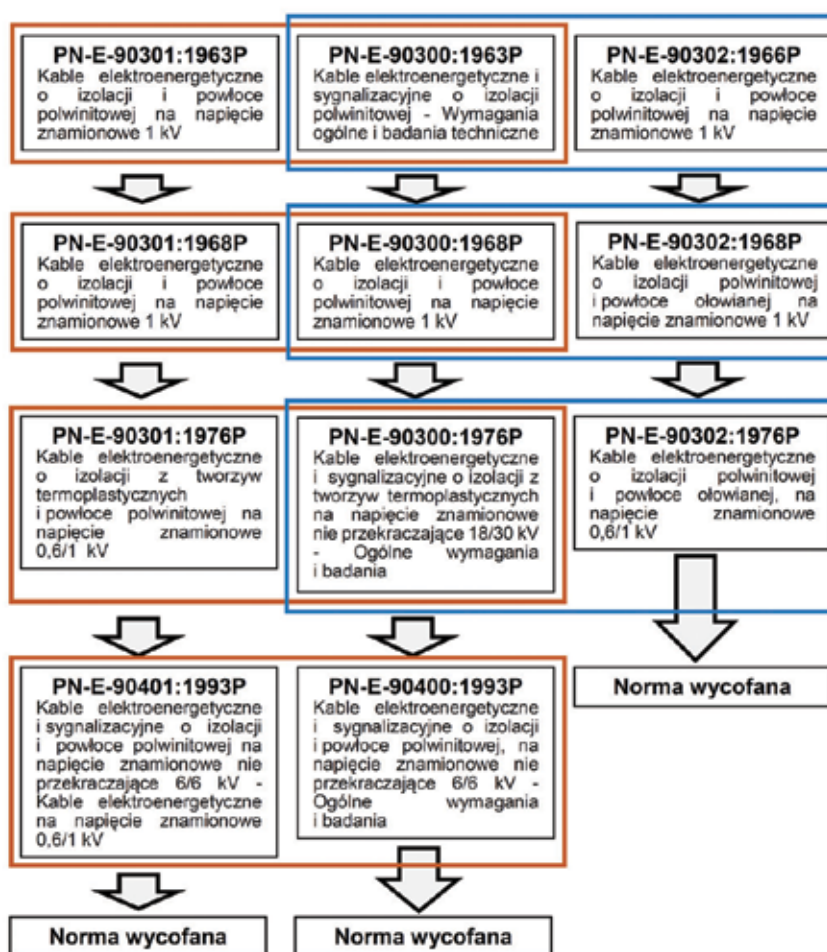 PN-E-90301:1963P
Kable elektroenergetyczne
o izolacji i powłoce
polwinitowej na napięcie
znamionowe 1 kV
PN-E-90300:1963P
Kable elektroenergetyczne i
sygnalizacyjne o izolacji
polwinitowej - Wymagania
ogólne i badania techniczne
PN-E-90302:1966P
Kable elektroenergetyczne
o izolacji i powłoce
polwinitowej na napięcie
znamionowe 1 kV
PN-E-90301:1968P
Kable elektroenergetyczne
o izolacji i powłoce
polwinitowej na napięcie
znamionowe 1 kV
PN-E-90300:1968P
Kable elektroenergetyczne
o izolacji i powłoce
polwinitowej na napięcie
znamionowe 1 kV
PN-E-90302:1968P
Kable elektroenergetyczne
o izolacji polwinitowej
i powłoce ołowianej na
napięcie znamionowe 1 kV
PN-E-90301:1976P
Kable elektroenergetyczne
o izolacji z tworzyw
termoplastycznych
i powłoce polwinitowej na
napięcie znamionowe
0,6/1 kV
PN-E-90300:1976P
Kable elektroenergetyczne
i sygnalizacyjne o izolacji z
tworzyw termoplastycznych
na napięcie znamionowe
nie przekraczające 18/30 kV
- Ogólne wymagania
i badania
PN-E-90302:1976P
Kable elektroenergetyczne
o izolacji polwinitowej
i powłoce ołowianej, na
napięcie znamionowe
0,6/1 kV
PN-E-90401:1993P
Kable elektroenergetyczne
i sygnalizacyjne o izolacji
i powłoce polwinitowej na
napięcie znamionowe nie
przekraczające 6/6 kV -
Kable elektroenergetyczne
na napięcie znamionowe
0,6/1 kV
PN-E-90400:1993P
Kable elektroenergetyczne
i sygnalizacyjne o izolacji
i powłoce polwinitowej, na
napięcie znamionowe nie
przekraczające 6/6 kV -
Ogólne wymagania
i badania
Norma wycofana
Norma wycofana
Norma wycofana